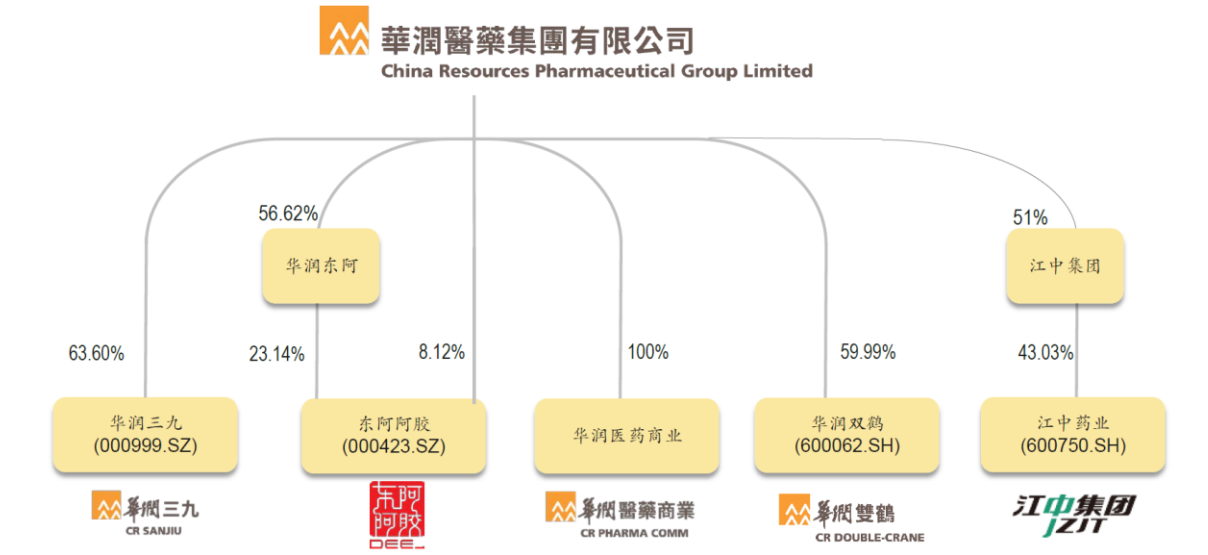 華潤醫藥集團有限公司
China Resources Pharmaceutical Group Limited
56.62%
51%
华润东阿
江中集团
63.60%
23.14%
8.12%
100%
59.99%
43.03%
华润三九
(000999.SZ)
东阿阿胶
(000423.SZ)
华润医药商业
华润双鹤
(600062.SH)
江中药业
(600750.SH)
華潤三九
CR SANJIU
东阿阿胶
DEEJ
華潤醫藥商業
CR PHARMA COMM
華潤雙鶴
CR DOUBLE-CRANE
江中集团
JZJT